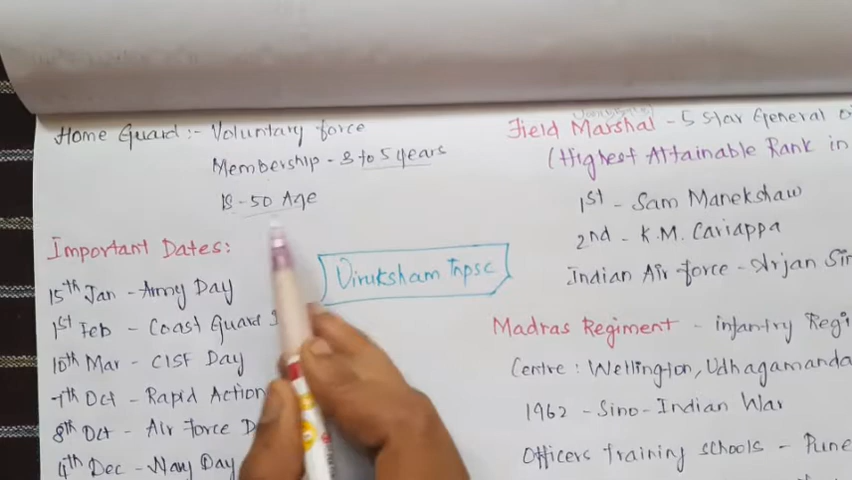 Home Guard :- Voluntary force
Membership - 3 to 5 years
18 - 50 Age
Important Dates:
15th Jan - Army Day
1st Feb - Coast Guard
10th Mar - CISF Day
7th Oct - Rapid Action
8th Oct - Air Force
4th Dec - Navy Day
Viruksham Tnpsc
Field Marshal - 5 Star General
(Highest Attainable Rank in
1st - Sam Manekshaw
2nd - K.M. Cariappa
Indian Air force - Arjan
Madras Regiment - infantry
Centre : Wellington, Udhagamanda
1962 - Sino-Indian War
Officers Training schools - Pune